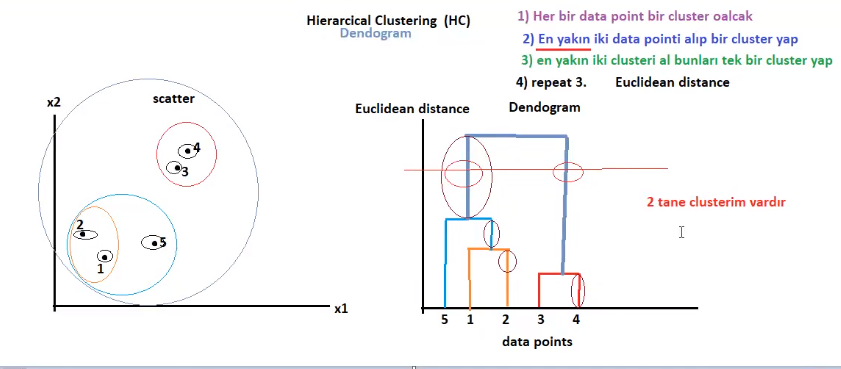 Hierarcical Clustering (HC)
Dendogram
1) Her bir data point bir cluster oalcak
2) En yakın iki data pointi alıp bir cluster yap
3) en yakın iki clusteri al bunları tek bir cluster yap
4) repeat 3. Euclidean distance
x2
scatter
4
3
2
1
5
x1
Euclidean distance
Dendogram
2 tane clusterim vardır
5 1 2 3 4
data points